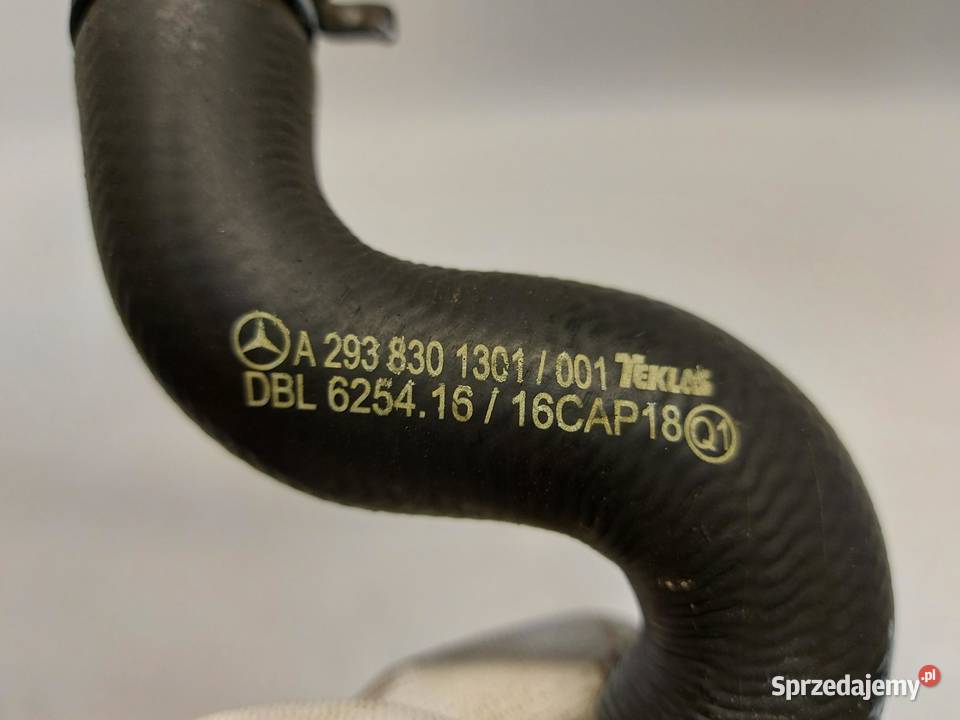 A 293 830 1301 / 001 TEKLAS
DBL 6254.16 / 16CAP18 Q1
Sprzedajemy.pl